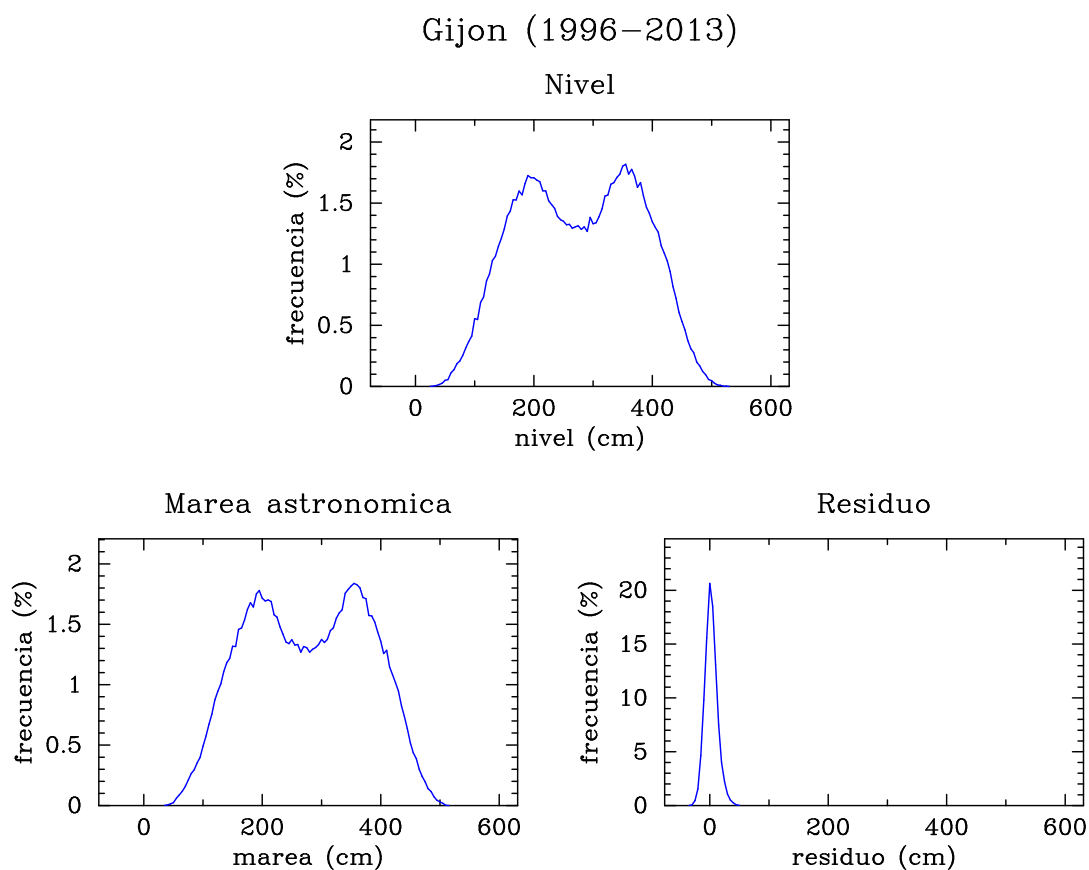 Gijon (1996−2013)
Nivel
frecuencia (%)
2
1.5
1
0.5
0
0 200 400 600
nivel (cm)
Marea astronomica
frecuencia (%)
2
1.5
1
0.5
0
0 200 400 600
marea (cm)
Residuo
frecuencia (%)
20
15
10
5
0
0 200 400 600
residuo (cm)